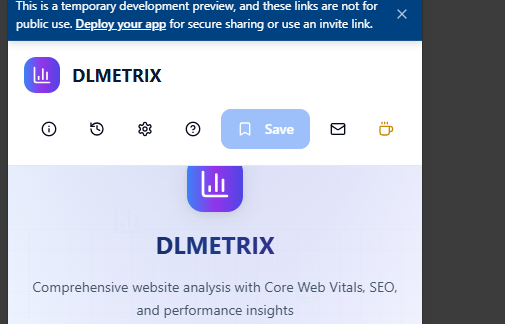 This is a temporary development preview, and these links are not for
public use. Deploy your app for secure sharing or use an invite link.
DLMETRIX
Save
DLMETRIX
Comprehensive website analysis with Core Web Vitals, SEO,
and performance insights